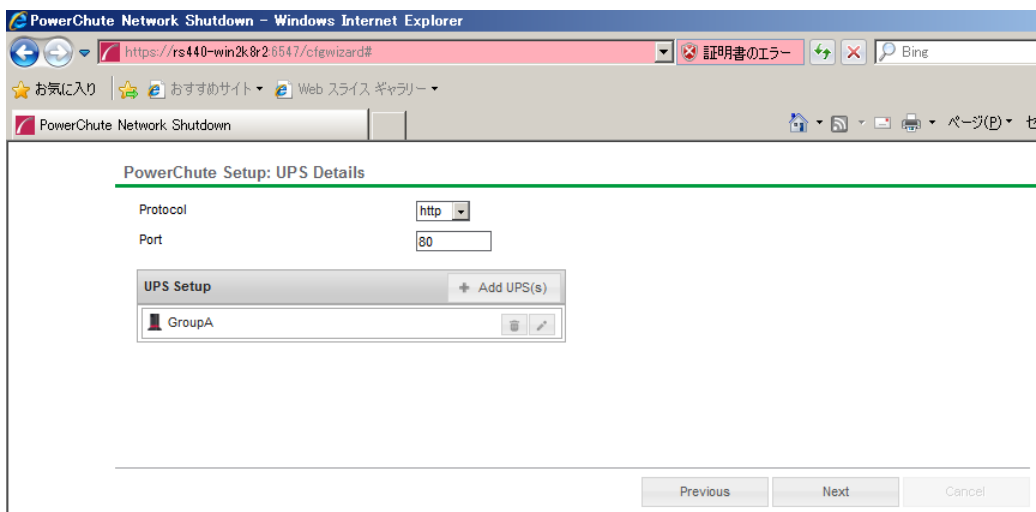 PowerChute Network Shutdown - Windows Internet Explorer
https://rs440-win2k8r2:6547/cfgwizard#
証明書のエラー
Bing
お気に入り
おすすめサイト
Web スライス ギャラリー
PowerChute Network Shutdown
ページ(P)
セ
PowerChute Setup: UPS Details
Protocol
http
Port
80
UPS Setup
+ Add UPS(s)
GroupA
Previous
Next
Cancel